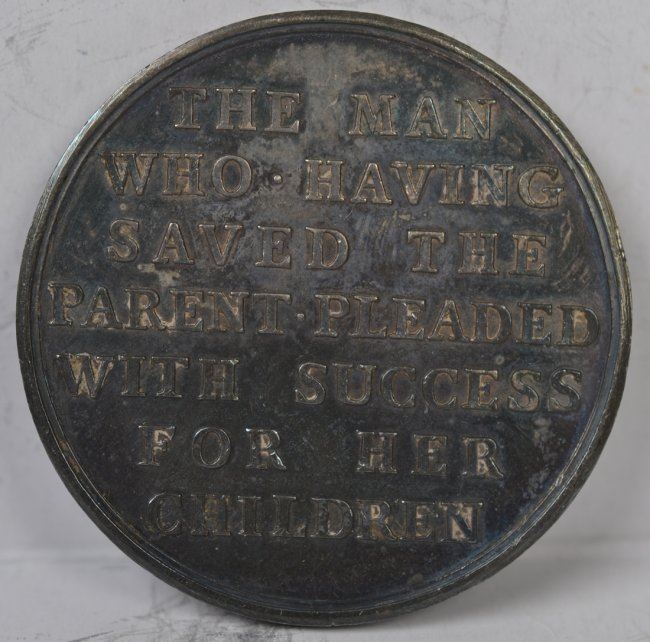 THE MAN
WHO · HAVING
SAVED THE
PARENT · PLEADED
WITH SUCCESS
FOR HER
CHILDREN